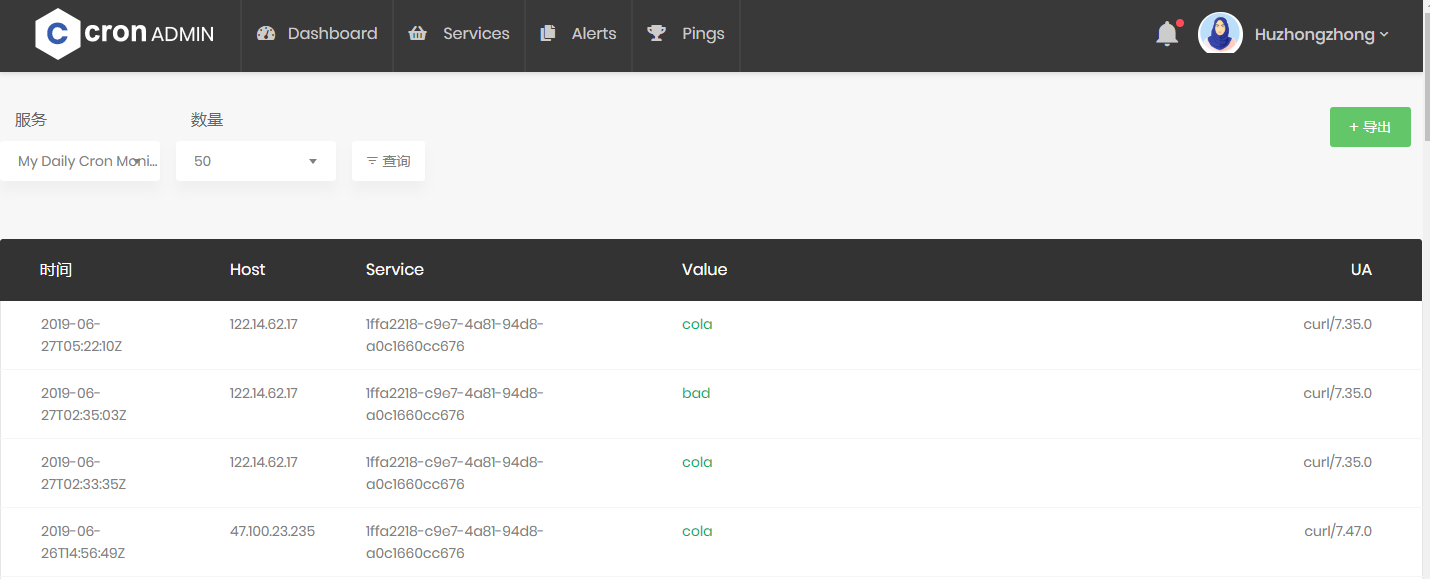 C cron ADMIN Dashboard Services Alerts Pings Huzhongzhong
服务 数量
+ 导出
My Daily Cron Moni... 50 查询
时间 Host Service Value UA
2019-06- 122.14.62.17 1ffa2218-c9e7-4a81-94d8- cola curl/7.35.0
27T05:22:10Z a0c1660cc676
2019-06- 122.14.62.17 1ffa2218-c9e7-4a81-94d8- bad curl/7.35.0
27T02:35:03Z a0c1660cc676
2019-06- 122.14.62.17 1ffa2218-c9e7-4a81-94d8- cola curl/7.35.0
27T02:33:35Z a0c1660cc676
2019-06- 47.100.23.235 1ffa2218-c9e7-4a81-94d8- cola curl/7.47.0
26T14:56:49Z a0c1660cc676